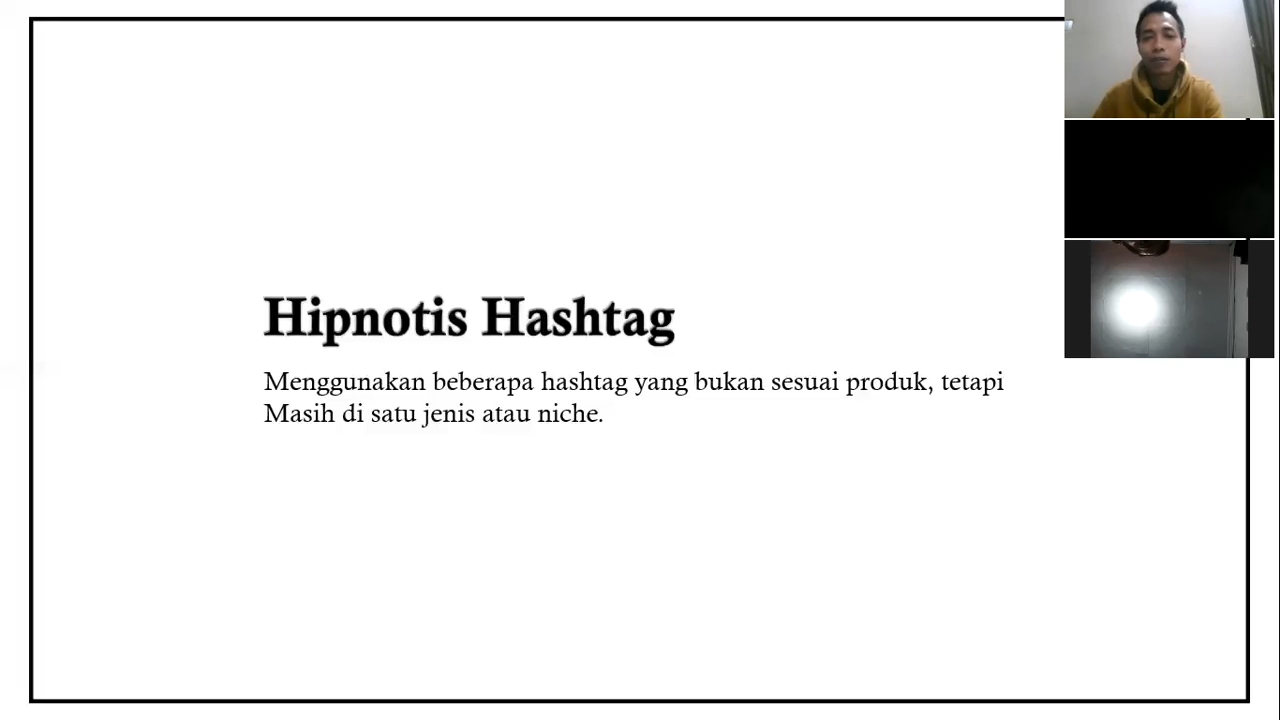 Hipnotis Hashtag
Menggunakan beberapa hashtag yang bukan sesuai produk, tetapi
Masih di satu jenis atau niche.